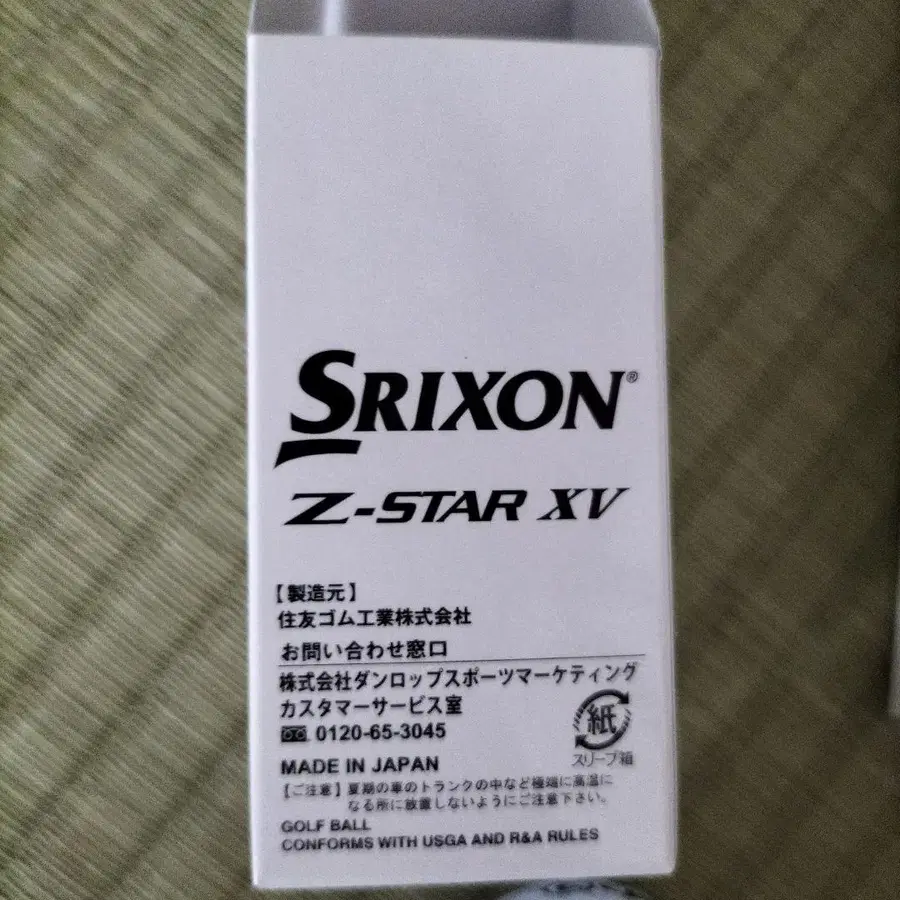 SRIXON®
Z-STAR XV
【製造元】
住友ゴム工業株式会社
お問い合わせ窓口
株式会社ダンロップスポーツマーケティング
カスタマーサービス室
0120-65-3045
紙
スリーブ箱
MADE IN JAPAN
【ご注意】夏期の車のトランクの中など極端に高温に
なる所に放置しないようにご注意下さい。
GOLF BALL
CONFORMS WITH USGA AND R&A RULES